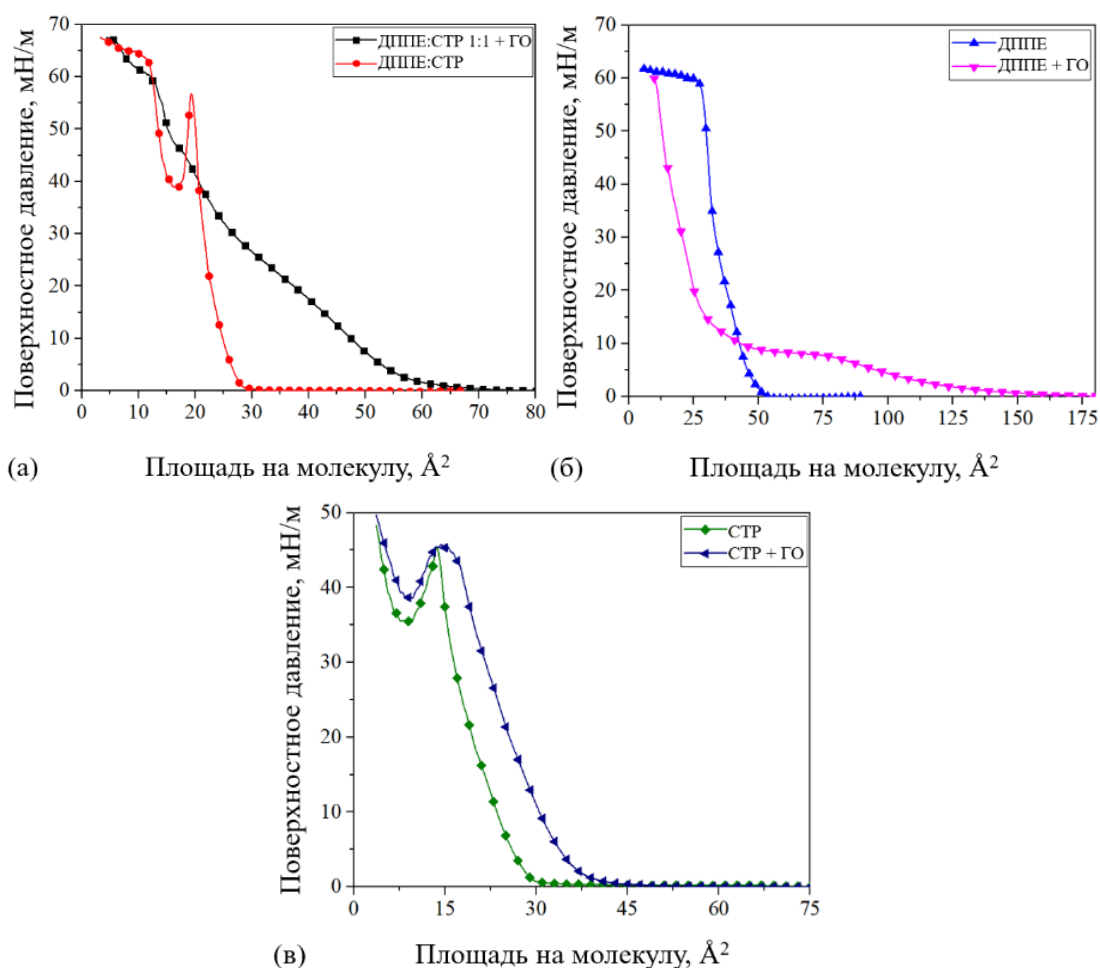 70
60
50
40
30
20
10
0
Поверхностное давление, мН/м
ДППЕ:СТР 1:1 + ГО
ДППЕ:СТР
0 10 20 30 40 50 60 70 80
(а) Площадь на молекулу, Å²
70
60
50
40
30
20
10
0
Поверхностное давление, мН/м
ДППЕ
ДППЕ + ГО
0 25 50 75 100 125 150 175
(б) Площадь на молекулу, Å²
50
40
30
20
10
0
Поверхностное давление, мН/м
СТР
СТР + ГО
0 15 30 45 60 75
(в) Площадь на молекулу, Å²